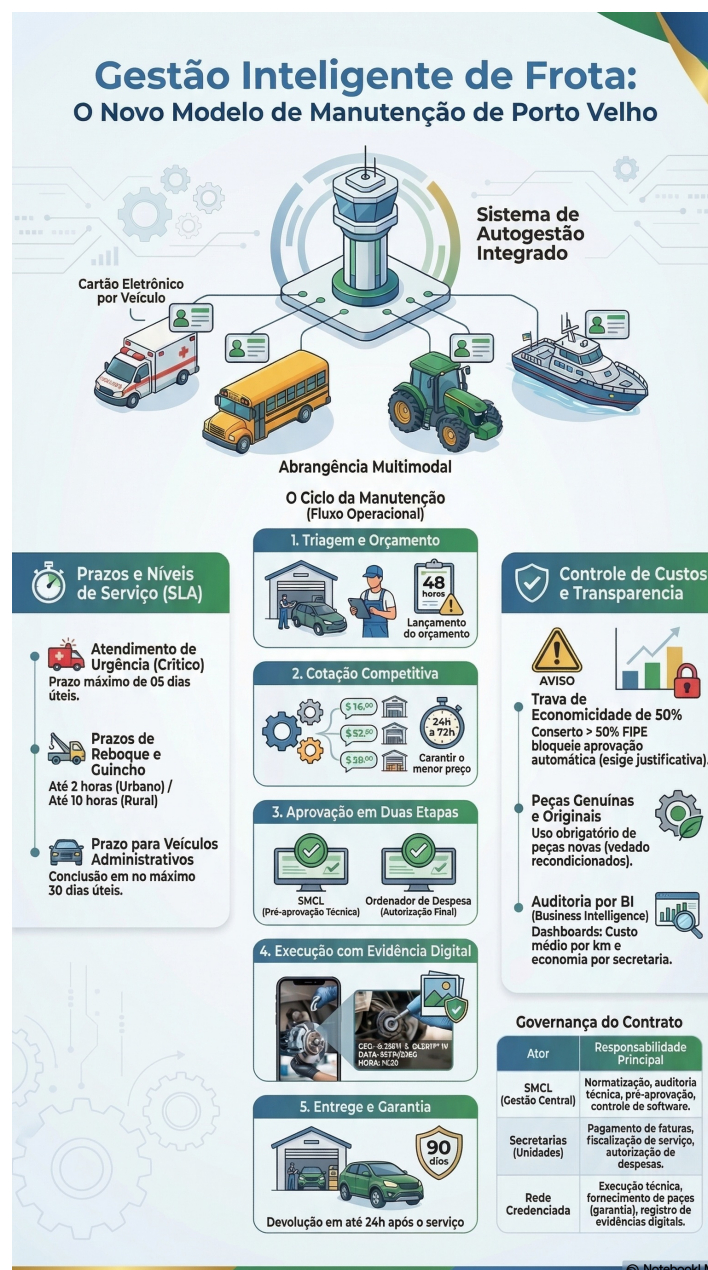 Gestão Inteligente de Frota:
O Novo Modelo de Manutenção de Porto Velho
Sistema de
Autogestão
Integrado
Cartão Eletrônico
por Veículo
Abrangência Multimodal
O Ciclo da Manutenção
(Fluxo Operacional)
1. Triagem e Orçamento
48
horos
Lançamento
do orçamento
2. Cotação Competitiva
24h
a 72h
Garantir o
menor preço
3. Aprovação em Duas Etapas
SMCL
(Pré-aprovação Técnica)
Ordenador de Despesa
(Autorização Final)
4. Execução com Evidência Digital
5. Entrege e Garantia
90
dios
Devolução em até 24h após o serviço
Prazos e Níveis
de Serviço (SLA)
Atendimento de
Urgência (Critico)
Prazo máximo de 05 dias
úteis.
Prazos de
Reboque e
Guincho
Até 2 horas (Urbano) /
Até 10 horas (Rural)
Prazo para Veículos
Administrativos
Conclusão em no máximo
30 dias úteis.
Controle de Custos
e Transparencia
AVISO
Trava de
Economicidade de 50%
Conserto > 50% FIPE
bloqueie aprovação
automática (esige justificativa).
Peças Genuínas
e Originais
Uso obrigatório de
peças novas (vedado
recondicionados).
Auditoria por BI
(Business Intelligence)
Dashboards: Custo
médio por km e
economia por secretaria.
Governança do Contrato
Ator
Responsabilidade
Principal
SMCL
(Gestão Central)
Normatização, auditoria
técnica, pré-aprovação,
controle de software.
Secretarias
(Unidades)
Pagamento de faturas,
fiscalização de serviço,
autorização de
despesas.
Rede
Credenciada
Execução técnica,
fornecimento de paçes
(garantia), registro de
evidências digitals.